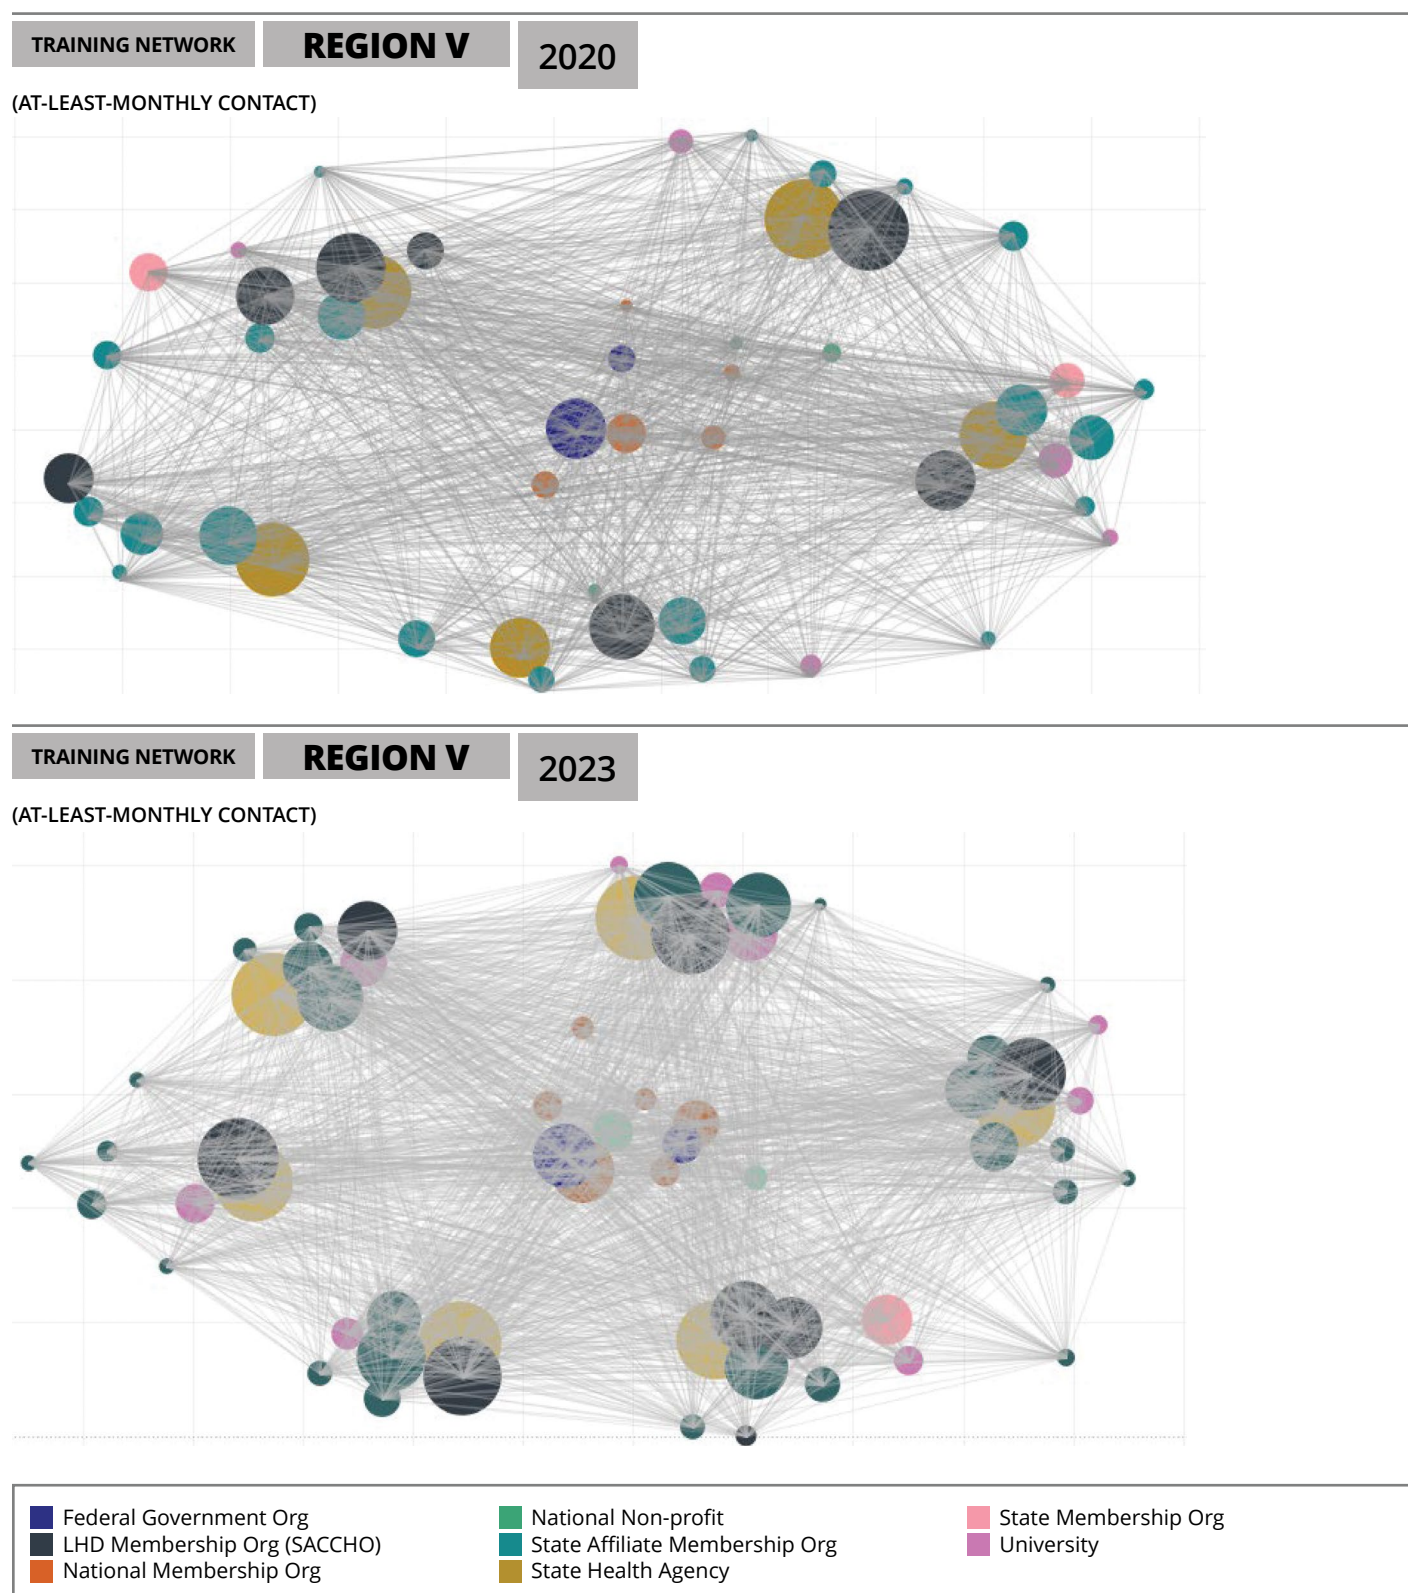 TRAINING NETWORK REGION V 2020
(AT-LEAST-MONTHLY CONTACT)
TRAINING NETWORK REGION V 2023
(AT-LEAST-MONTHLY CONTACT)
Federal Government Org
LHD Membership Org (SACCHO)
National Membership Org
National Non-profit
State Affiliate Membership Org
State Health Agency
State Membership Org
University